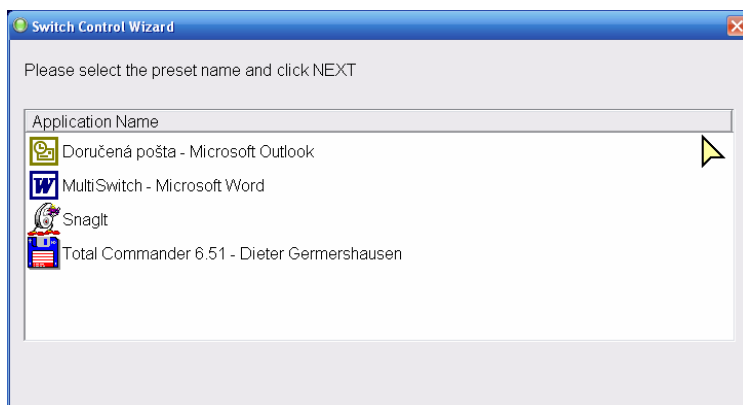 Switch Control Wizard
Please select the preset name and click NEXT
Application Name
Doručená pošta - Microsoft Outlook
MultiSwitch - Microsoft Word
SnagIt
Total Commander 6.51 - Dieter Germershausen